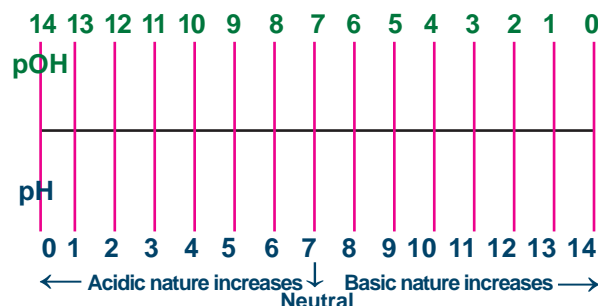 14 13 12 11 10 9 8 7 6 5 4 3 2 1 0
pOH
pH
0 1 2 3 4 5 6 7 8 9 10 11 12 13 14
Acidic nature increases Basic nature increases
Neutral